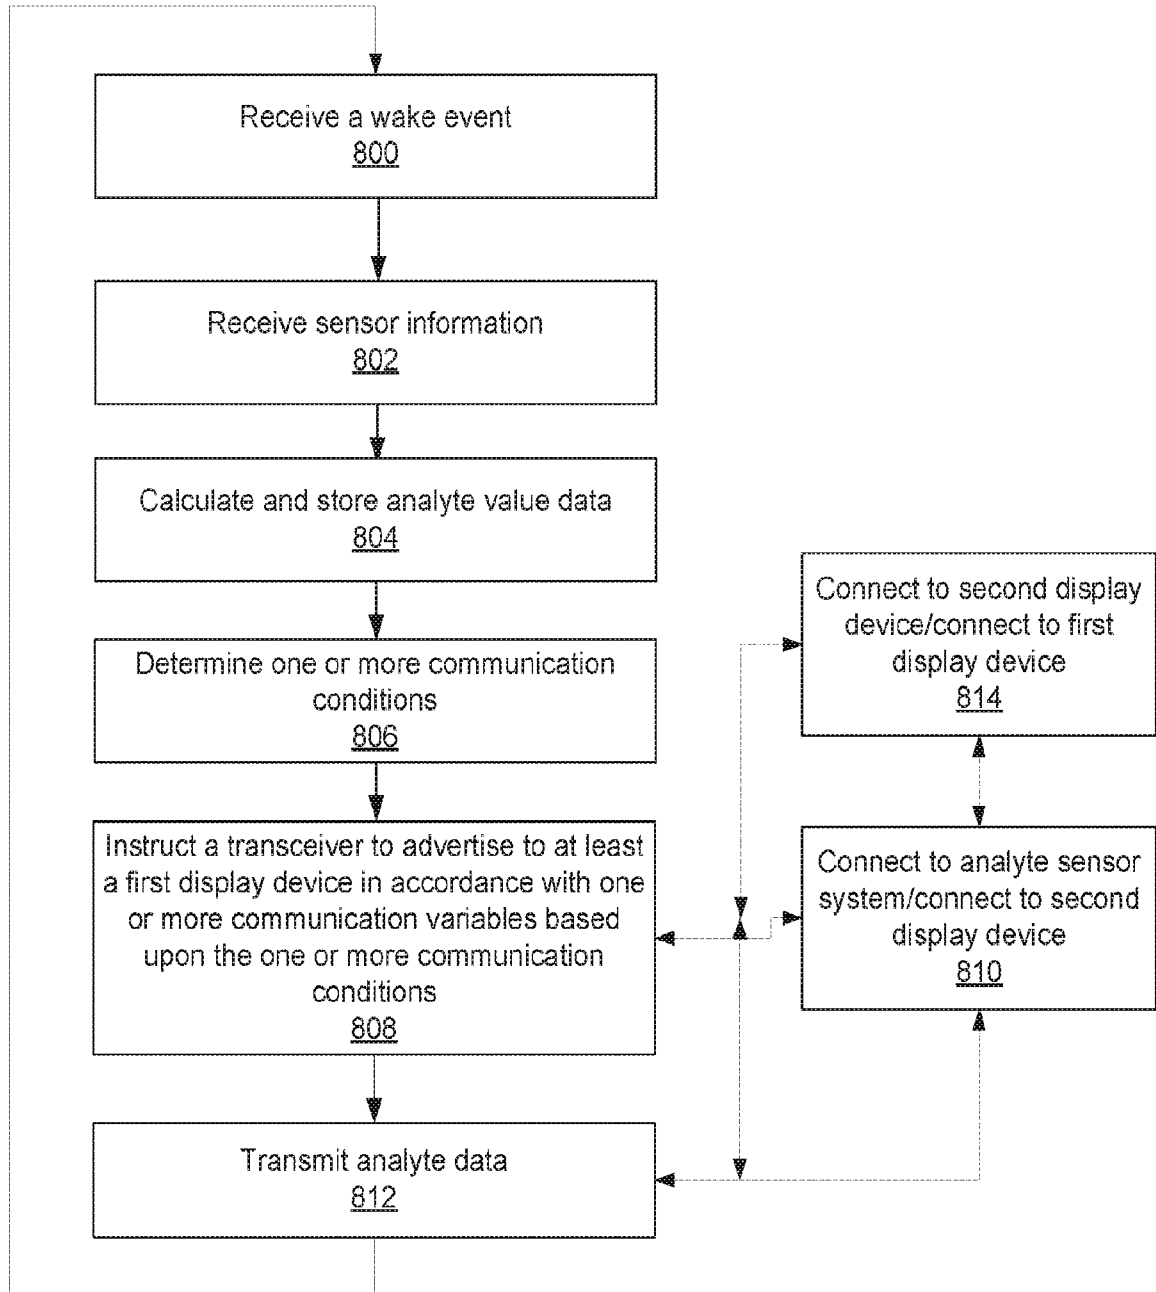 Receive a wake event
800
Receive sensor information
802
Calculate and store analyte value data
804
Determine one or more communication
conditions
806
Instruct a transceiver to advertise to at least
a first display device in accordance with one
or more communication variables based
upon the one or more communication
conditions
808
Transmit analyte data
812
Connect to second display
device/connect to first
display device
814
Connect to analyte sensor
system/connect to second
display device
810